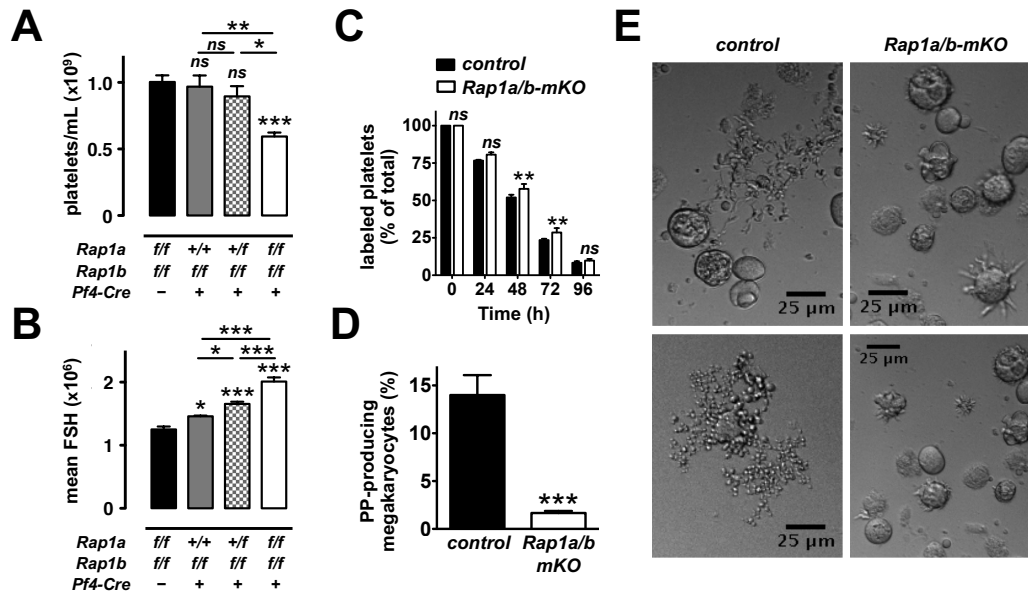 A
platelets/mL (x10⁹)
1.0
0.5
0
ns
ns
**
ns
*
***
Rap1a f/f +/+ +/f f/f
Rap1b f/f f/f f/f f/f
Pf4-Cre – + + +
B
mean FSH (x10⁶)
2
1
0
***
* ***
* *** ***
Rap1a f/f +/+ +/f f/f
Rap1b f/f f/f f/f f/f
Pf4-Cre – + + +
C
control
Rap1a/b-mKO
labeled platelets
(% of total)
100
75
50
25
0
ns
ns
**
**
ns
0 24 48 72 96
Time (h)
D
PP-producing
megakaryocytes (%)
15
10
5
0
***
control Rap1a/b
mKO
E
control Rap1a/b-mKO
25 µm
25 µm
25 µm
25 µm